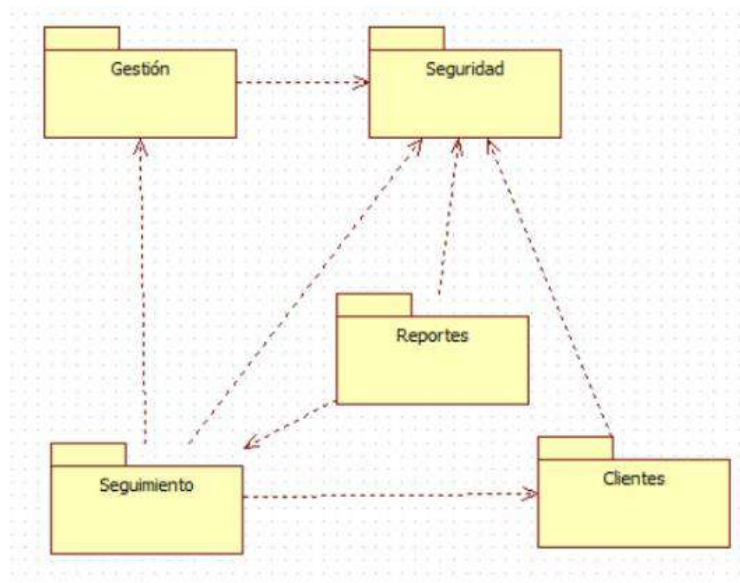 Gestión
Seguridad
Reportes
Seguimiento
Clientes